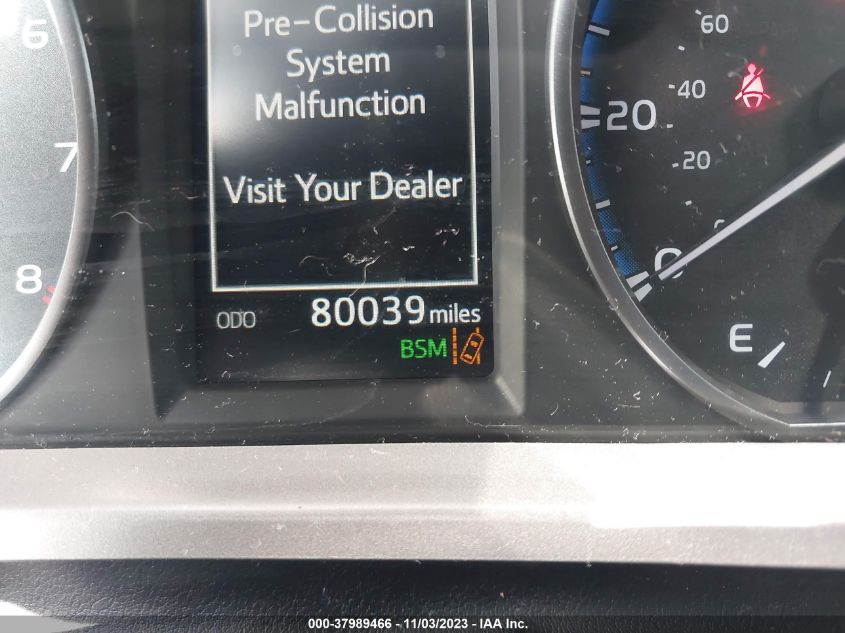 6
7
8
Pre-Collision
System
Malfunction
Visit Your Dealer
ODO 80039 miles
BSM
60
40
20
20
0
E
000-37989466 - 11/03/2023 - IAA Inc.